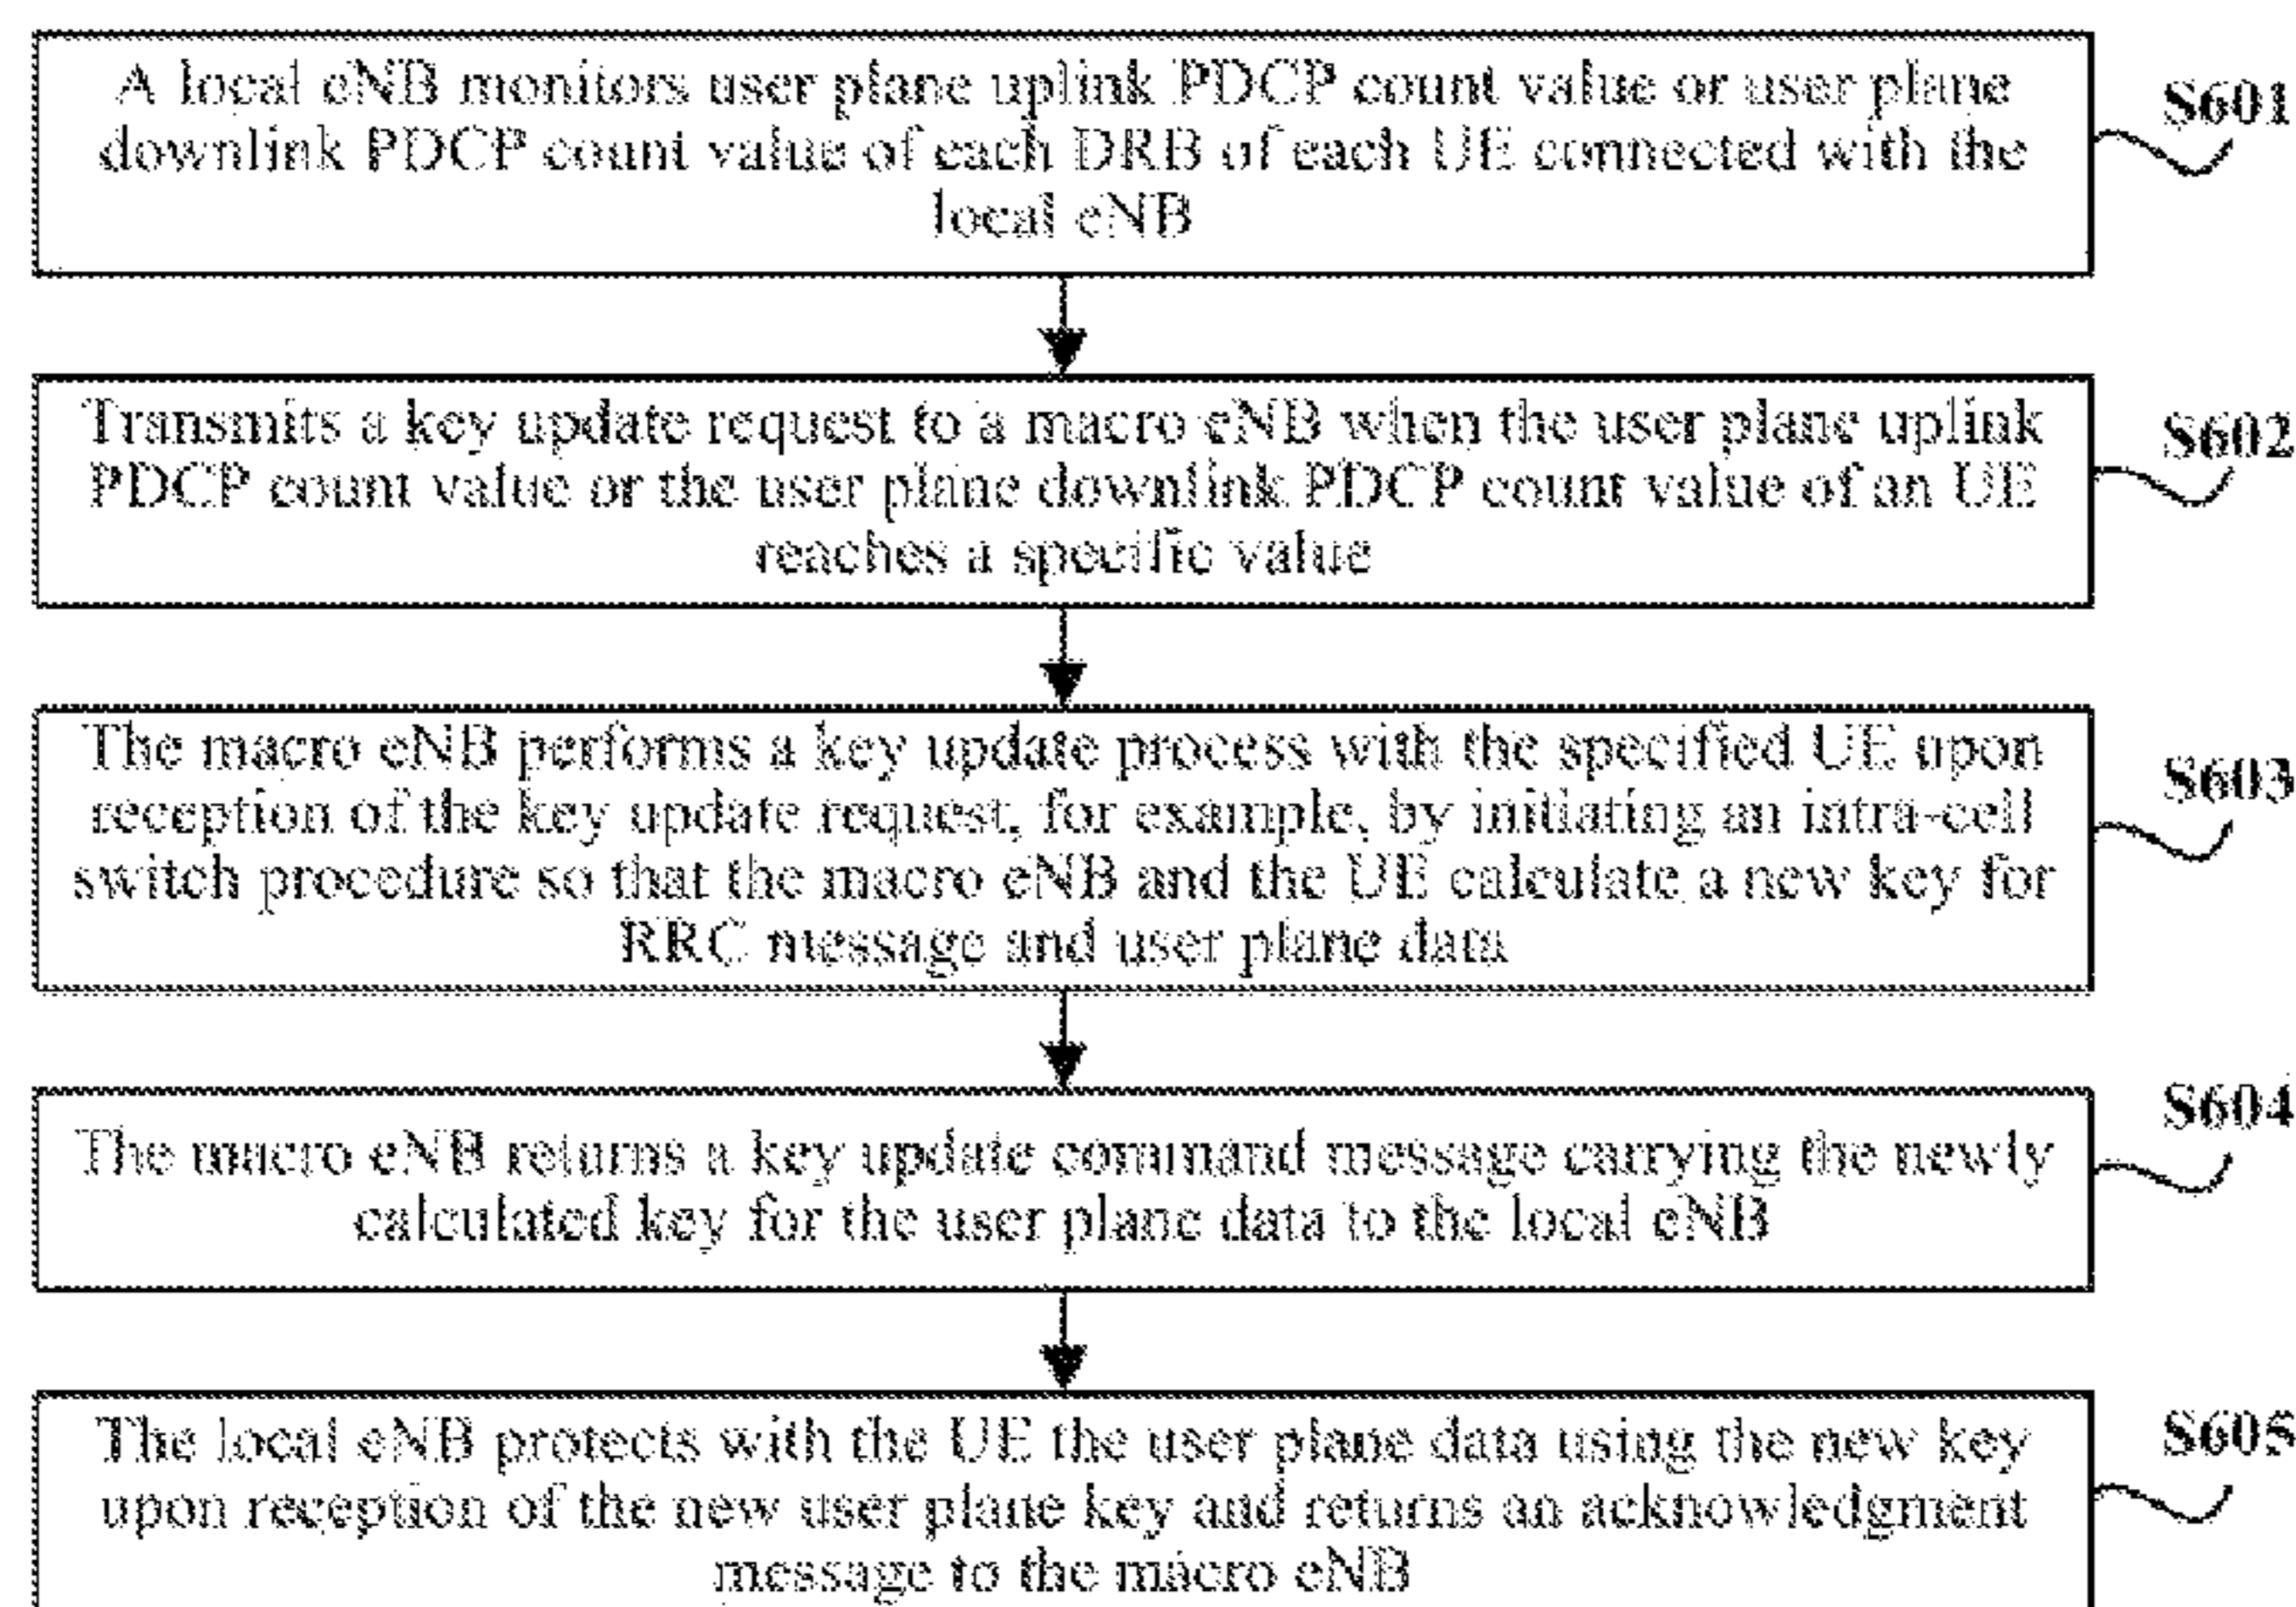 A local eNB monitors user plane uplink PDCP count value or user plane
downlink PDCP count value of each DRB of each UE connected with the
local eNB
S601
Transmits a key update request to a macro eNB when the user plane uplink
PDCP count value or the user plane downlink PDCP count value of an UE
reaches a specific value
S602
The macro eNB performs a key update process with the specified UE upon
reception of the key update request, for example, by initiating an intra-cell
switch procedure so that the macro eNB and the UE calculate a new key for
RRC message and user plane data
S603
The macro eNB returns a key update command message carrying the newly
calculated key for the user plane data to the local eNB
S604
The local eNB protects with the UE the user plane data using the new key
upon reception of the new user plane key and returns an acknowledgment
message to the macro eNB
S605